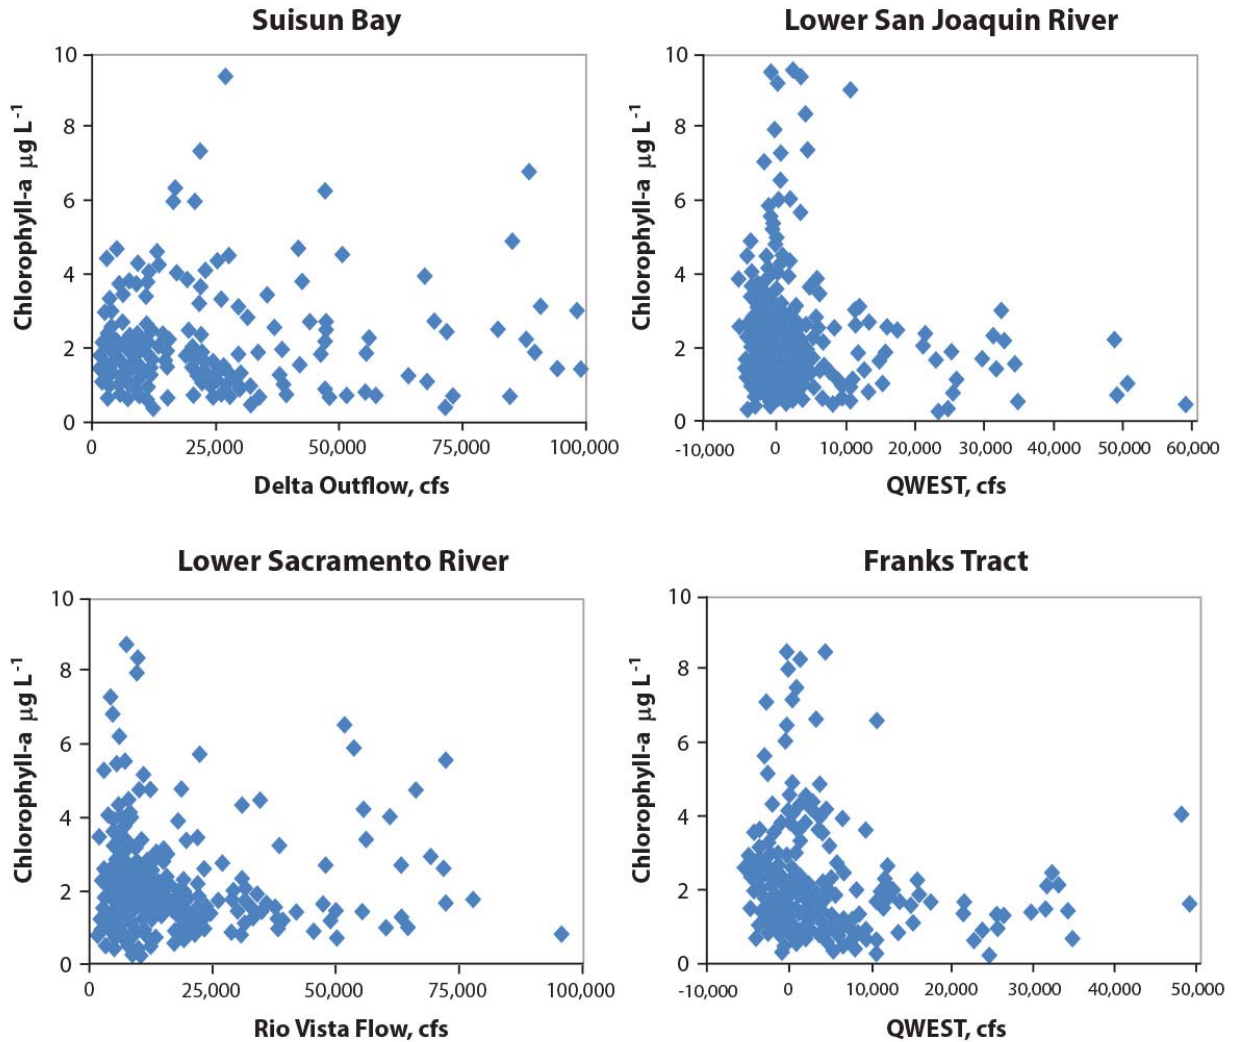 Suisun Bay
Chlorophyll-a µg L-1
10
8
6
4
2
0
0 25,000 50,000 75,000 100,000
Delta Outflow, cfs
Lower San Joaquin River
Chlorophyll-a µg L-1
10
8
6
4
2
0
-10,000 0 10,000 20,000 30,000 40,000 50,000 60,000
QWEST, cfs
Lower Sacramento River
Chlorophyll-a µg L-1
10
8
6
4
2
0
0 25,000 50,000 75,000 100,000
Rio Vista Flow, cfs
Franks Tract
Chlorophyll-a µg L-1
10
8
6
4
2
0
-10,000 0 10,000 20,000 30,000 40,000 50,000
QWEST, cfs